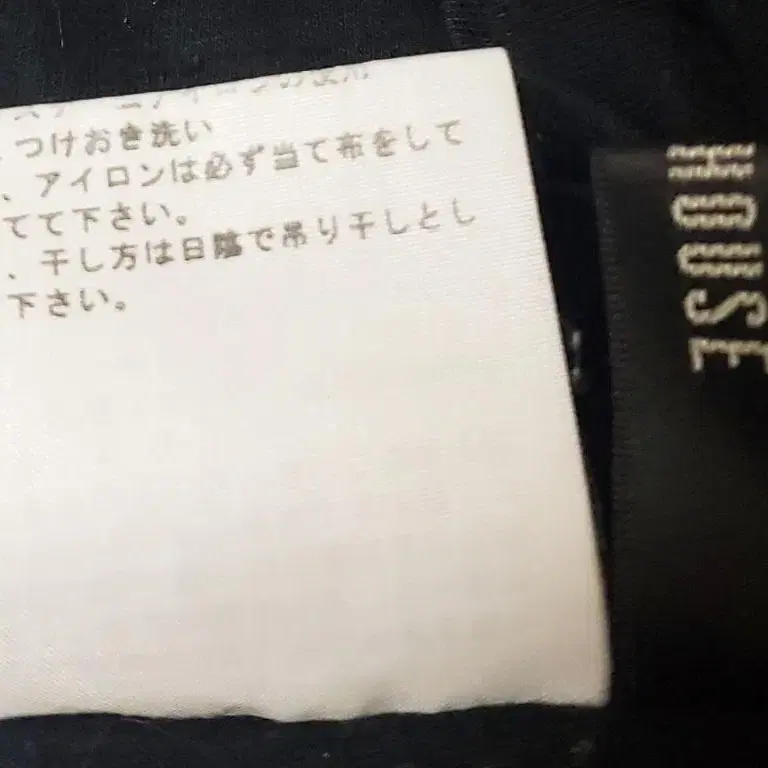 つけおき洗い
、アイロンは必ず当て布をして
てて下さい。
、干し方は日陰で吊り干しとし
下さい。
HOUSE